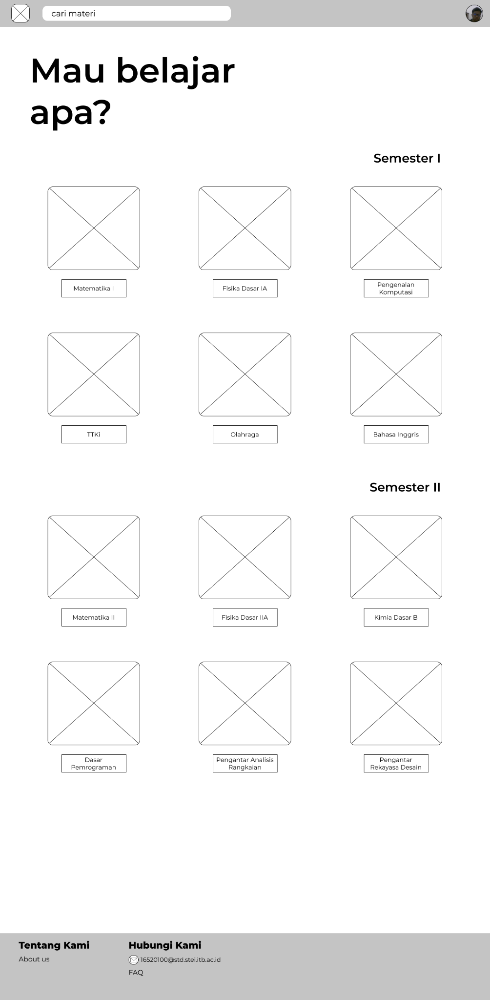 cari materi
Mau belajar
apa?
Semester I
Matematika I
Fisika Dasar IA
Pengenalan
Komputasi
TTKi
Olahraga
Bahasa Inggris
Semester II
Matematika II
Fisika Dasar IIA
Kimia Dasar B
Dasar
Pemrograman
Pengantar Analisis
Rangkaian
Pengantar
Rekayasa Desain
Tentang Kami
About us
Hubungi Kami
16520100@std.stei.itb.ac.id
FAQ